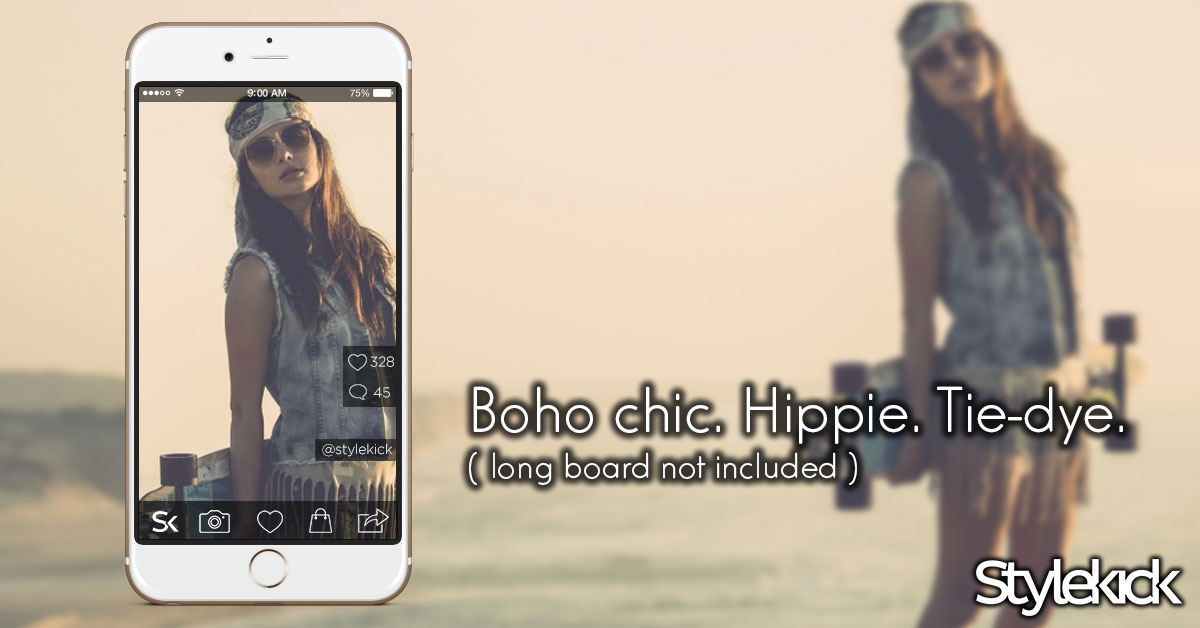 9:00 AM
75%
328
45
@stylekick
SK
Boho chic. Hippie. Tie-dye.
( long board not included )
Stylekick